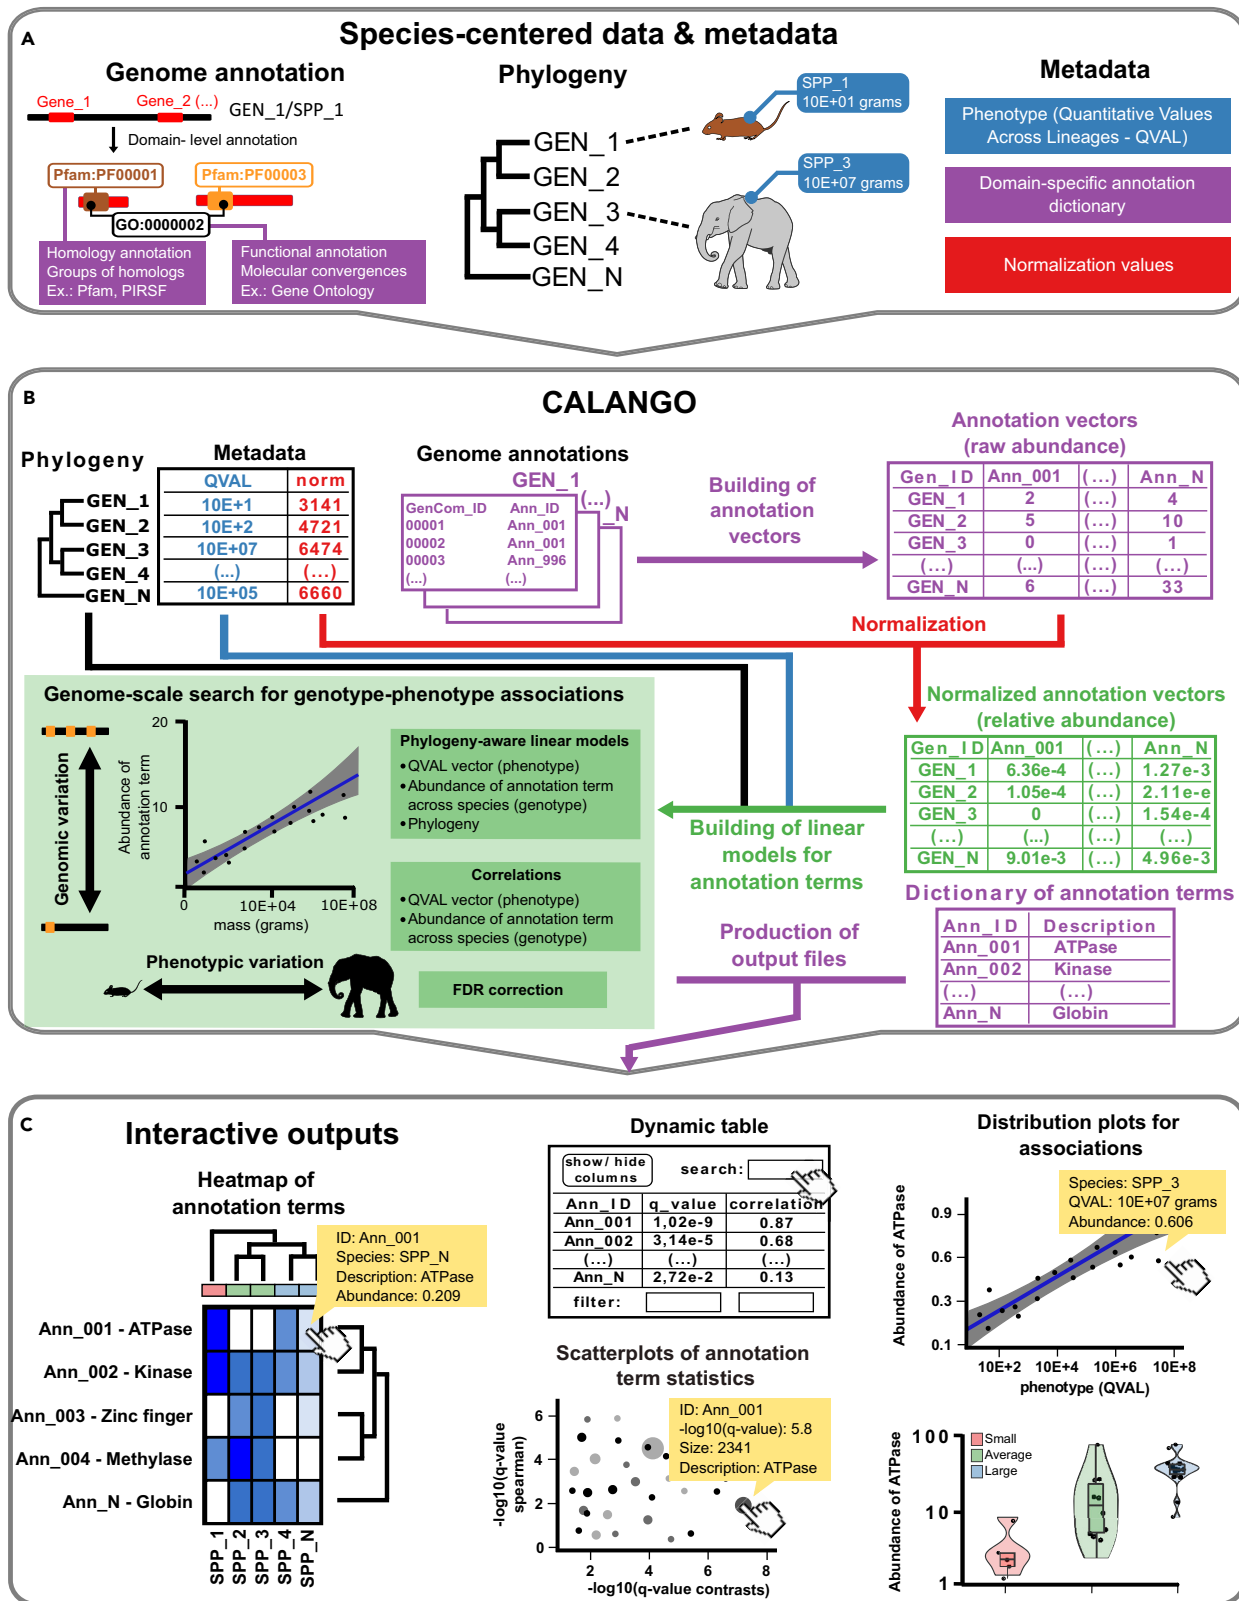 A
Species-centered data & metadata
Genome annotation
Gene_1
Gene_2 (...)
GEN_1/SPP_1
Domain- level annotation
Pfam:PF00001
Pfam:PF00003
GO:0000002
Homology annotation
Groups of homologs
Ex.: Pfam, PIRSF
Functional annotation
Molecular convergences
Ex.: Gene Ontology
Phylogeny
GEN_1
GEN_2
GEN_3
GEN_4
GEN_N
SPP_1
10E+01 grams
SPP_3
10E+07 grams
Metadata
Phenotype (Quantitative Values
Across Lineages - QVAL)
Domain-specific annotation
dictionary
Normalization values
B
CALANGO
Phylogeny
GEN_1
GEN_2
GEN_3
GEN_4
GEN_N
Metadata
QVAL norm
10E+1 3141
10E+2 4721
10E+07 6474
(...) (...)
10E+05 6660
Genome annotations
GEN_1
(...)
_N
GenCom_ID Ann_ID
00001 Ann_001
00002 Ann_001
00003 Ann_996
(...) (...)
Building of
annotation
vectors
Annotation vectors
(raw abundance)
Gen_ID Ann_001 (...) Ann_N
GEN_1 2 (...) 4
GEN_2 5 (...) 10
GEN_3 0 (...) 1
(...) (...) (...) (...)
GEN_N 6 (...) 33
Normalization
Normalized annotation vectors
(relative abundance)
Gen_ID Ann_001 (...) Ann_N
GEN_1 6.36e-4 (...) 1.27e-3
GEN_2 1.05e-4 (...) 2.11e-e
GEN_3 0 (...) 1.54e-4
(...) (...) (...) (...)
GEN_N 9.01e-3 (...) 4.96e-3
Building of linear
models for
annotation terms
Genome-scale search for genotype-phenotype associations
Genomic variation
Abundance of
annotation term
20
10
0
10E+04
10E+08
mass (grams)
Phenotypic variation
Phylogeny-aware linear models
•QVAL vector (phenotype)
•Abundance of annotation term
across species (genotype)
•Phylogeny
Correlations
•QVAL vector (phenotype)
•Abundance of annotation term
across species (genotype)
FDR correction
Production of
output files
Dictionary of annotation terms
Ann_ID Description
Ann_001 ATPase
Ann_002 Kinase
(...) (...)
Ann_N Globin
C
Interactive outputs
Heatmap of
annotation terms
ID: Ann_001
Species: SPP_N
Description: ATPase
Abundance: 0.209
Ann_001 - ATPase
Ann_002 - Kinase
Ann_003 - Zinc finger
Ann_004 - Methylase
Ann_N - Globin
SPP_1
SPP_2
SPP_3
SPP_4
SPP_N
Dynamic table
show/ hide
columns
search:
Ann_ID q_value correlation
Ann_001 1,02e-9 0.87
Ann_002 3,14e-5 0.68
(...) (...) (...)
Ann_N 2,72e-2 0.13
filter:
Scatterplots of annotation
term statistics
ID: Ann_001
-log10(q-value): 5.8
Size: 2341
Description: ATPase
-log10(q-value
spearman)
6
4
2
0
2
4
6
8
-log10(q-value contrasts)
Distribution plots for
associations
Species: SPP_3
QVAL: 10E+07 grams
Abundance: 0.606
Abundance of ATPase
0.9
0.6
0.3
0.1
10E+2
10E+4
10E+6
10E+8
phenotype (QVAL)
Abundance of ATPase
100
10
1
Small
Average
Large